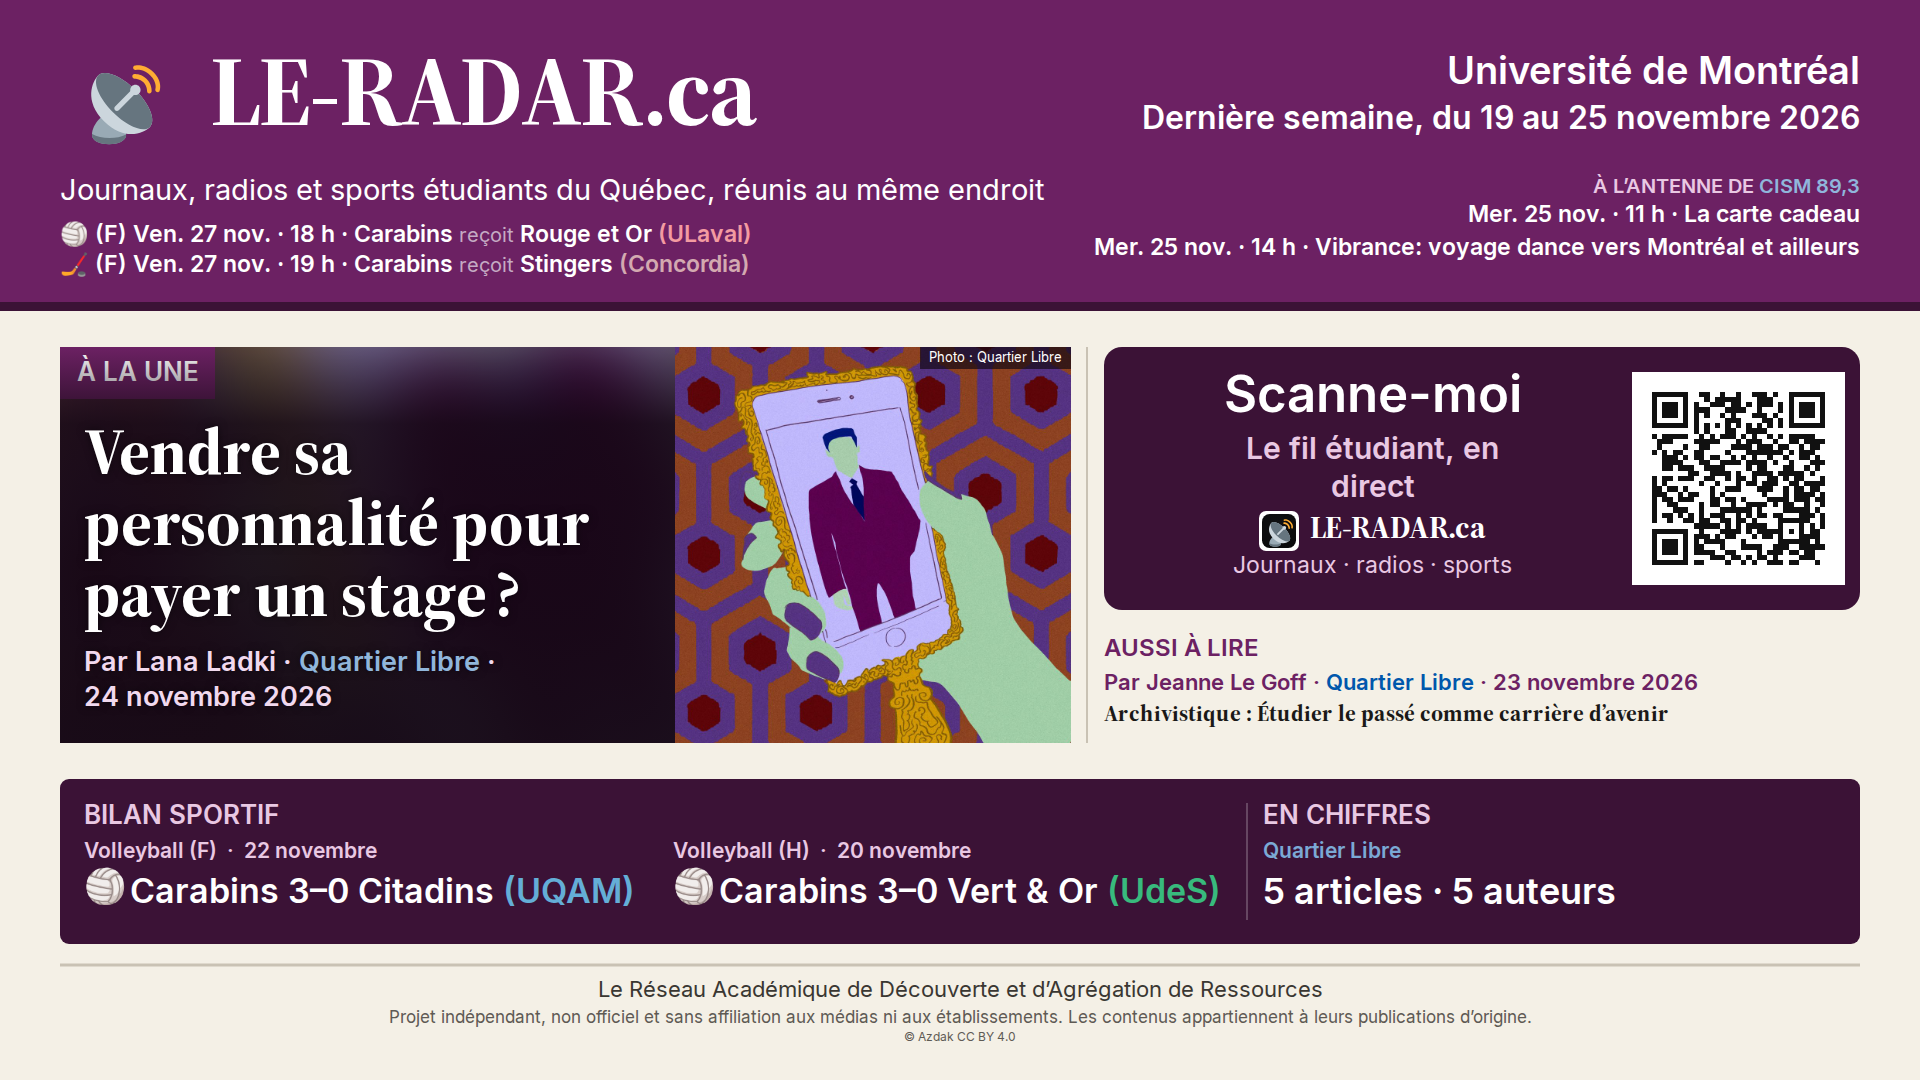 LE-RADAR.ca
Journaux, radios et sports étudiants du Québec, réunis au même endroit
(F) Ven. 27 nov. · 18 h · Carabins reçoit Rouge et Or (ULaval)
(F) Ven. 27 nov. · 19 h · Carabins reçoit Stingers (Concordia)
Université de Montréal
Dernière semaine, du 19 au 25 novembre 2026
À L’ANTENNE DE CISM 89,3
Mer. 25 nov. · 11 h · La carte cadeau
Mer. 25 nov. · 14 h · Vibrance: voyage dance vers Montréal et ailleurs
À LA UNE
Photo : Quartier Libre
Vendre sa
personnalité pour
payer un stage ?
Par Lana Ladki · Quartier Libre ·
24 novembre 2026
Scanne-moi
Le fil étudiant, en
direct
LE-RADAR.ca
Journaux · radios · sports
AUSSI À LIRE
Par Jeanne Le Goff · Quartier Libre · 23 novembre 2026
Archivistique : Étudier le passé comme carrière d’avenir
BILAN SPORTIF
Volleyball (F) · 22 novembre
Carabins 3–0 Citadins (UQAM)
Volleyball (H) · 20 novembre
Carabins 3–0 Vert & Or (UdeS)
EN CHIFFRES
Quartier Libre
5 articles · 5 auteurs
Le Réseau Académique de Découverte et d’Agrégation de Ressources
Projet indépendant, non officiel et sans affiliation aux médias ni aux établissements. Les contenus appartiennent à leurs publications d’origine.
© Azdak CC BY 4.0